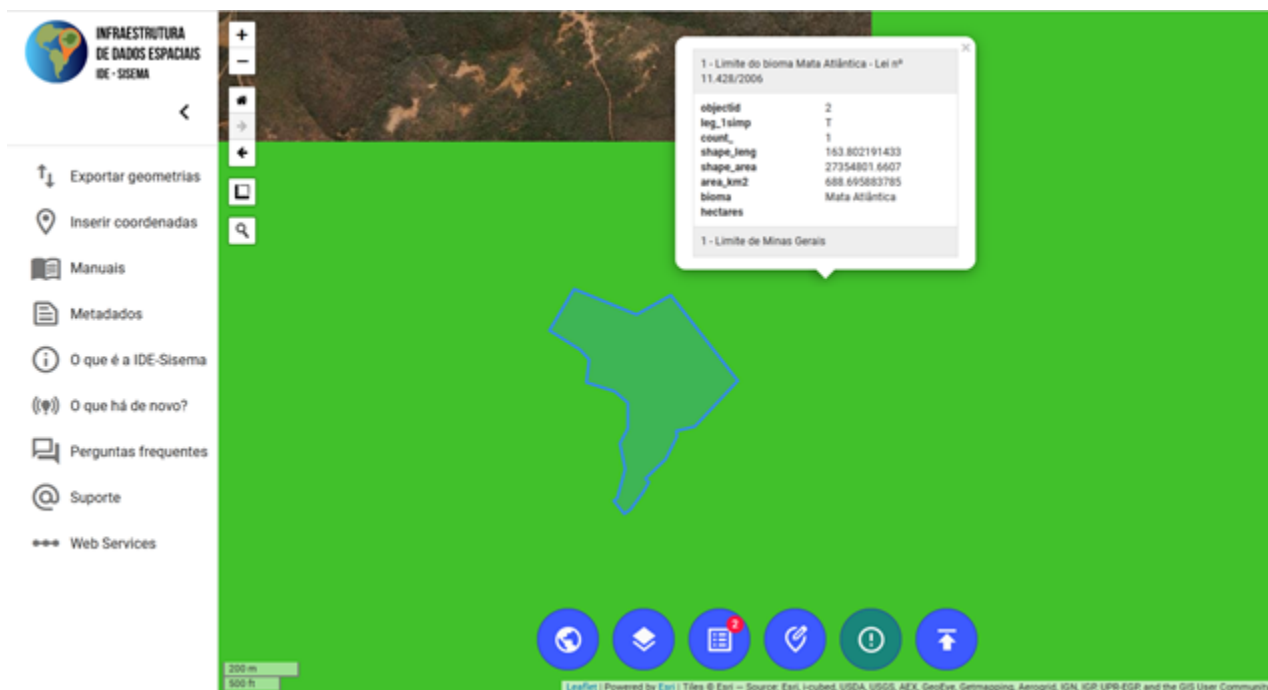 INFRAESTRUTURA
DE DADOS ESPACIAIS
IDE - SISEMA
Exportar geometrias
Inserir coordenadas
Manuais
Metadados
O que é a IDE-Sisema
O que há de novo?
Perguntas frequentes
Suporte
Web Services
+
−
1 - Limite do bioma Mata Atlântica - Lei nº
11.428/2006
objectid 2
leg_1simp T
count_ 1
shape_leng 163.802191433
shape_area 27354801.6607
area_km2 688.695883785
bioma Mata Atlântica
hectares
1 - Limite de Minas Gerais
2
200 m
500 ft
Leaflet | Powered by Esri | Tiles © Esri — Source: Esri, i-cubed, USDA, USGS, AEX, GeoEye, Getmapping, Aerogrid, IGN, IGP, UPR-EGP, and the GIS User Community